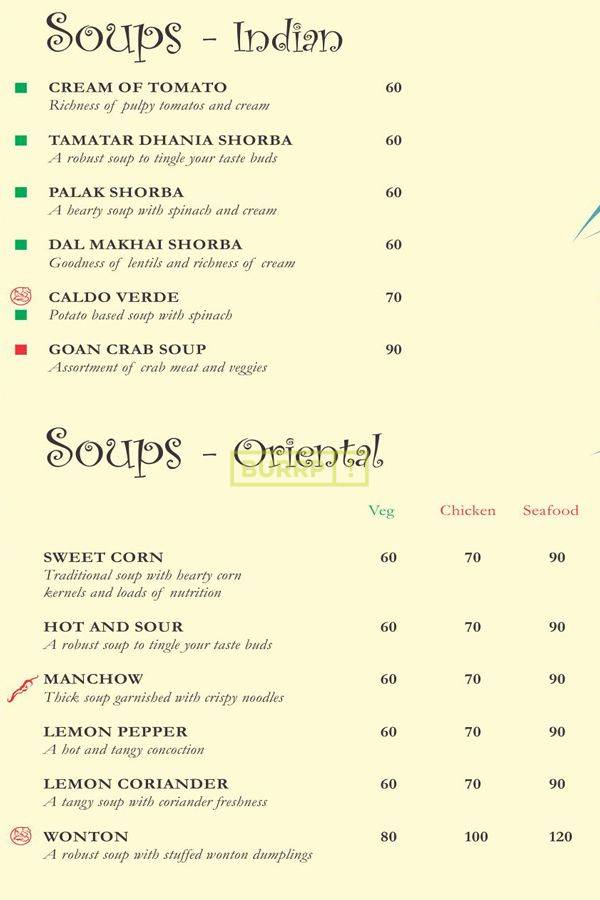 Soups - Indian
CREAM OF TOMATO 60
Richness of pulpy tomatos and cream
TAMATAR DHANIA SHORBA 60
A robust soup to tingle your taste buds
PALAK SHORBA 60
A hearty soup with spinach and cream
DAL MAKHAI SHORBA 60
Goodness of lentils and richness of cream
CALDO VERDE 70
Potato based soup with spinach
GOAN CRAB SOUP 90
Assortment of crab meat and veggies
Soups - Oriental
BURRP!
Veg Chicken Seafood
SWEET CORN 60 70 90
Traditional soup with hearty corn
kernels and loads of nutrition
HOT AND SOUR 60 70 90
A robust soup to tingle your taste buds
MANCHOW 60 70 90
Thick soup garnished with crispy noodles
LEMON PEPPER 60 70 90
A hot and tangy concoction
LEMON CORIANDER 60 70 90
A tangy soup with coriander freshness
WONTON 80 100 120
A robust soup with stuffed wonton dumplings